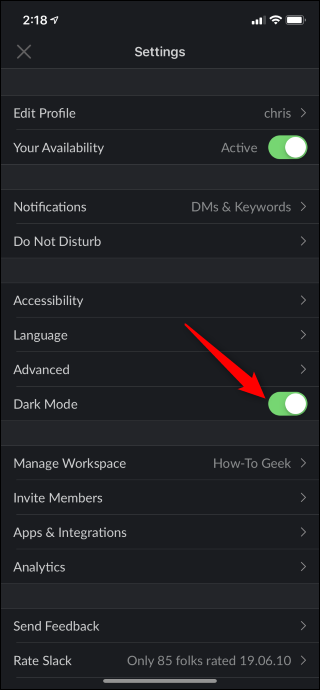 2:18
Settings
Edit Profile chris
Your Availability Active
Notifications DMs & Keywords
Do Not Disturb
Accessibility
Language
Advanced
Dark Mode
Manage Workspace How-To Geek
Invite Members
Apps & Integrations
Analytics
Send Feedback
Rate Slack Only 85 folks rated 19.06.10